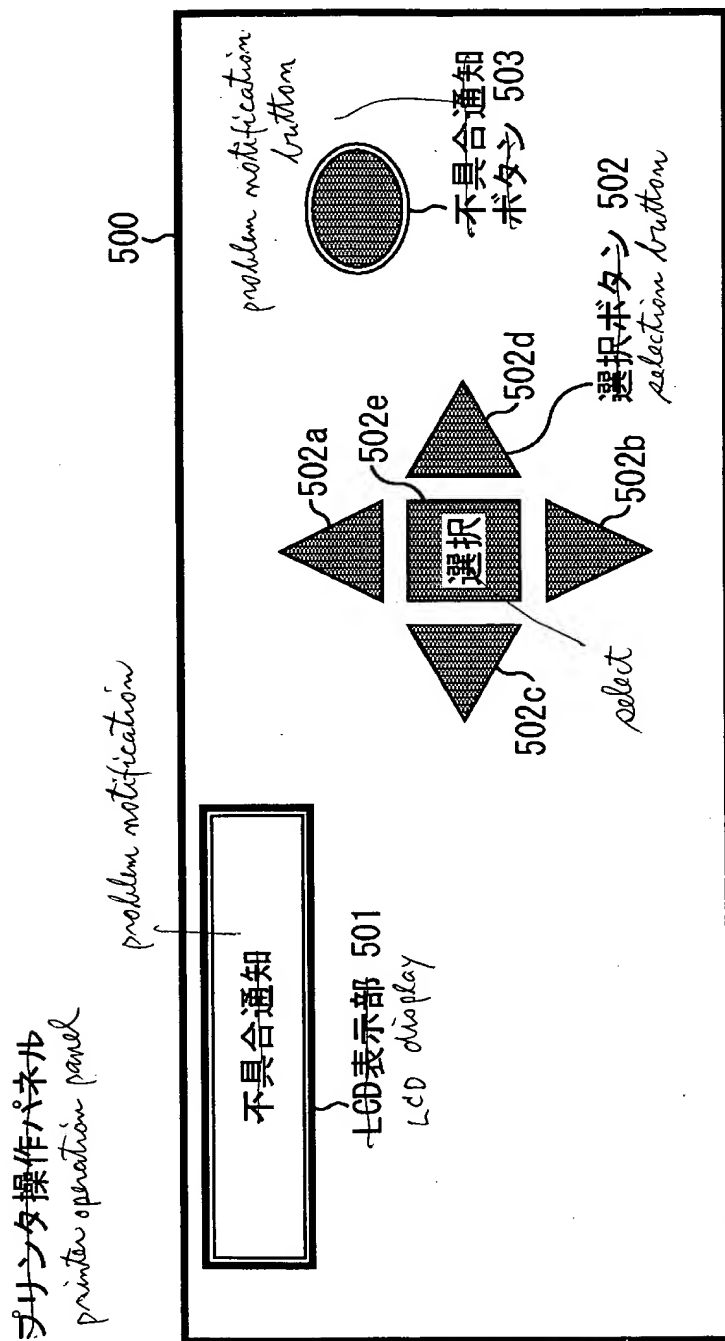 プリンタ操作パネル
printer operation panel
problem notification
500
不具合通知
LCD表示部 501
LCD display
502a
502e
502d
選択
502c
502b
select
選択ボタン 502
selection button
problem notification
button
不具合通知
ボタン 503